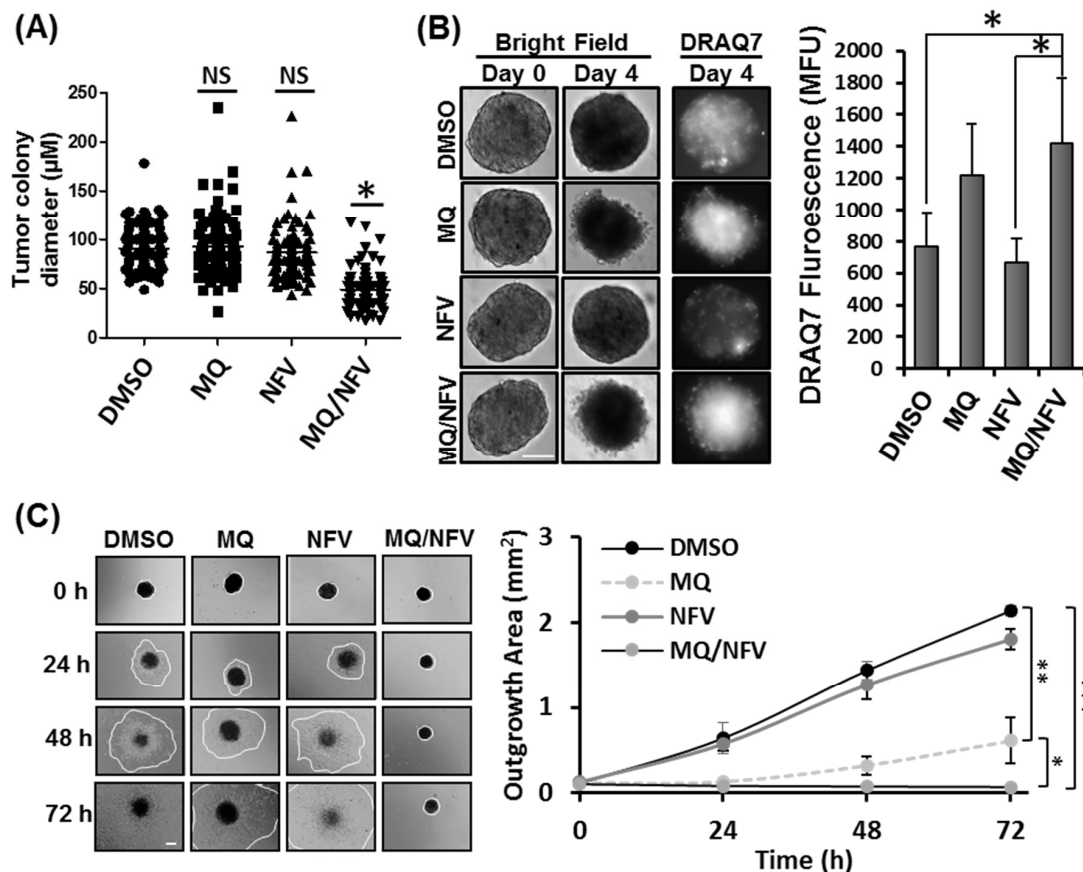 (A)
Tumor colony
diameter (µM)
250
200
150
100
50
0
NS
NS
*
DMSO
MQ
NFV
MQ/NFV
(B)
Bright Field
DRAQ7
Day 0
Day 4
Day 4
DMSO
MQ
NFV
MQ/NFV
DRAQ7 Fluroescence (MFU)
2000
1800
1600
1400
1200
1000
800
600
400
200
0
*
*
DMSO
MQ
NFV
MQ/NFV
(C)
DMSO
MQ
NFV
MQ/NFV
0 h
24 h
48 h
72 h
Outgrowth Area (mm²)
3
2
1
0
DMSO
MQ
NFV
MQ/NFV
**
*
0
24
48
72
Time (h)